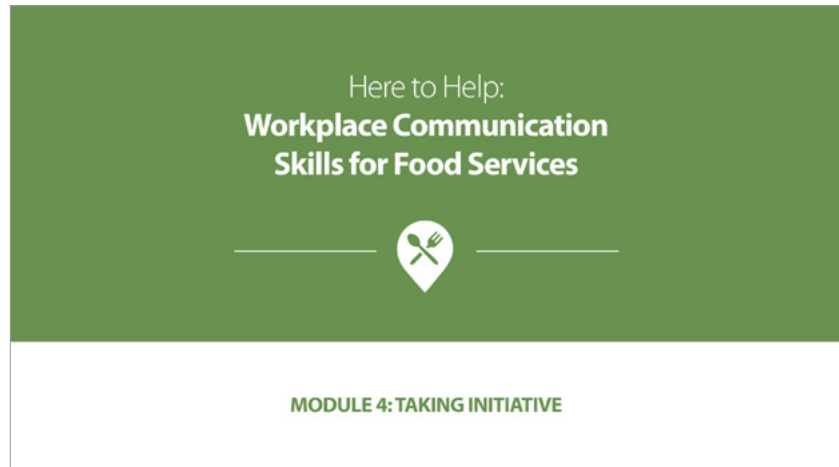 Here to Help:
Workplace Communication
Skills for Food Services
MODULE 4: TAKING INITIATIVE